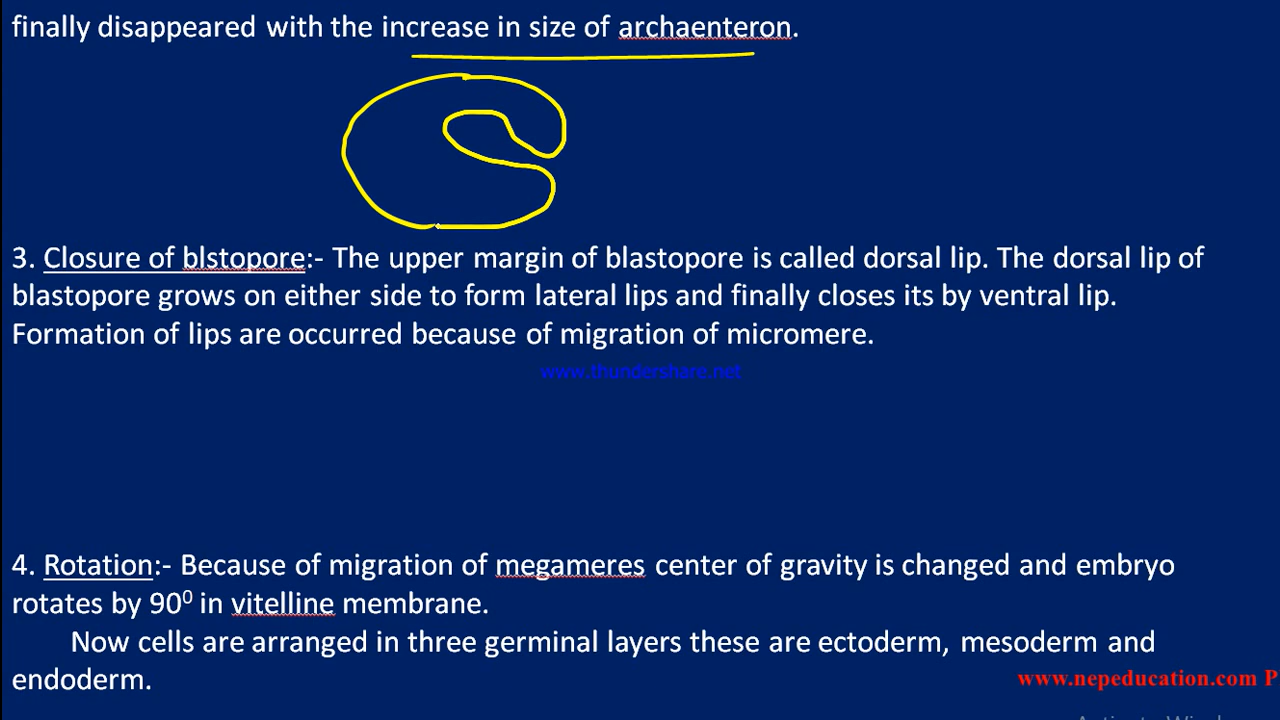 finally disappeared with the increase in size of archaenteron.
3. Closure of blstopore:- The upper margin of blastopore is called dorsal lip. The dorsal lip of
blastopore grows on either side to form lateral lips and finally closes its by ventral lip.
Formation of lips are occurred because of migration of micromere.
www.thundershare.net
4. Rotation:- Because of migration of megameres center of gravity is changed and embryo
rotates by 90⁰ in vitelline membrane.
Now cells are arranged in three germinal layers these are ectoderm, mesoderm and
endoderm.
www.nepeducation.com P